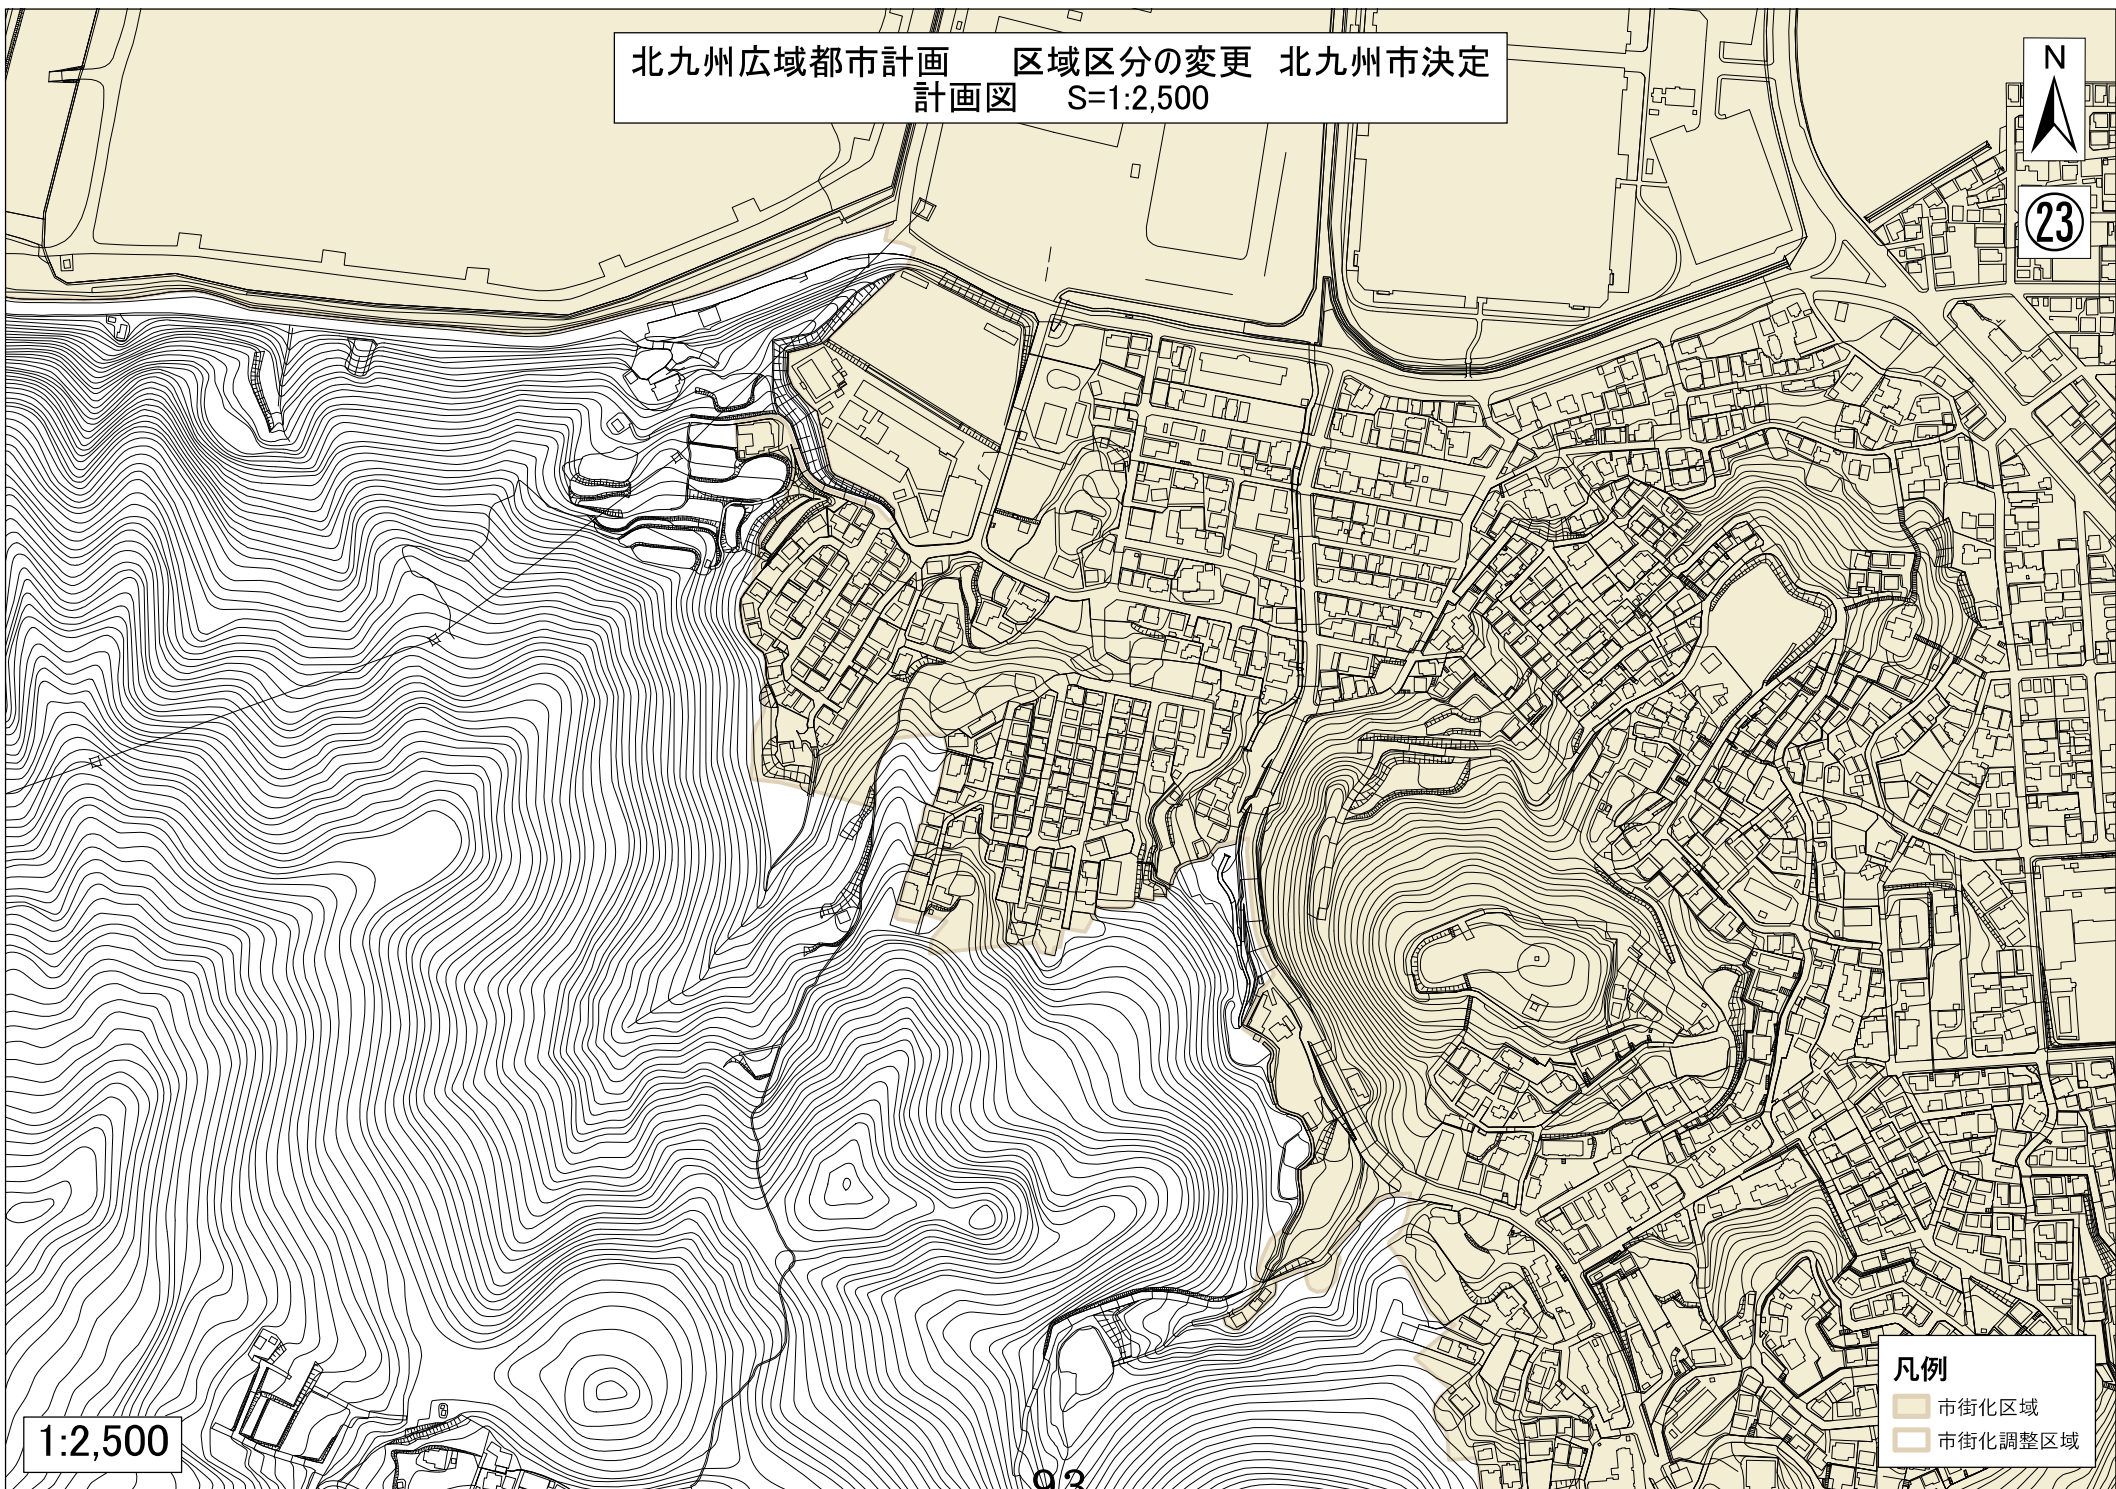 北九州広域都市計画　　区域区分の変更　北九州市決定
計画図　S=1:2,500
N
㉓
凡例
市街化区域
市街化調整区域
1:2,500
93